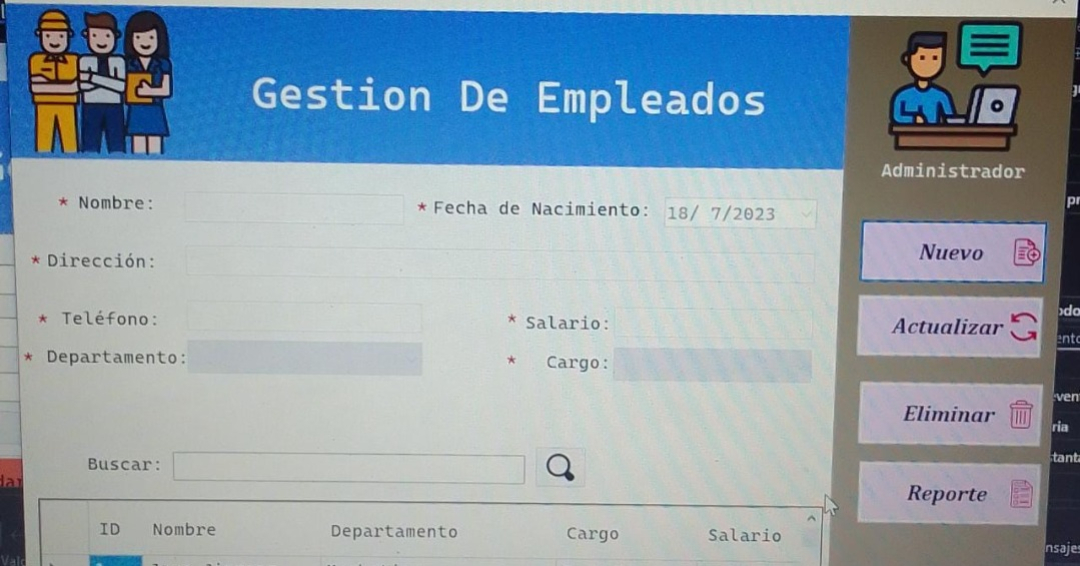 Gestion De Empleados
Administrador
* Nombre:
* Fecha de Nacimiento: 18/ 7/2023
* Dirección:
* Teléfono:
* Salario:
* Departamento:
* Cargo:
Nuevo
Actualizar
Eliminar
Reporte
Buscar:
ID Nombre Departamento Cargo Salario